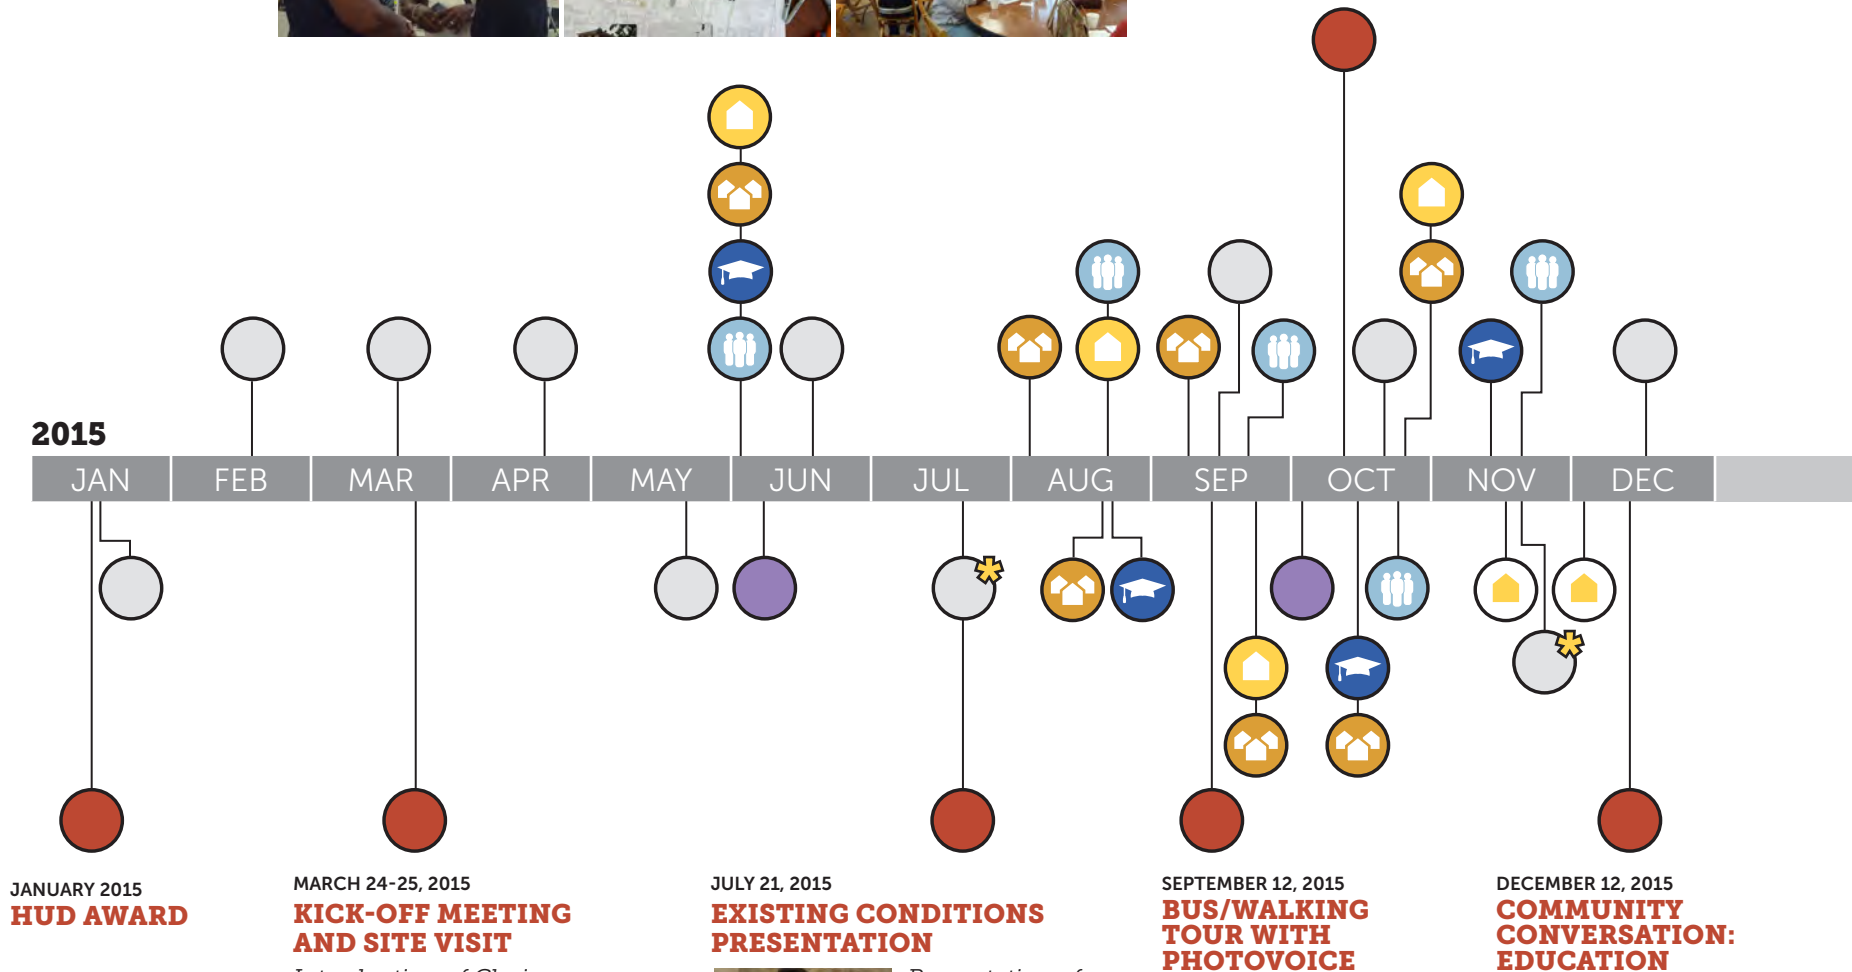 2015
JAN FEB MAR APR MAY JUN JUL AUG SEP OCT NOV DEC
JANUARY 2015
HUD AWARD
MARCH 24-25, 2015
KICK-OFF MEETING
AND SITE VISIT
JULY 21, 2015
EXISTING CONDITIONS
PRESENTATION
SEPTEMBER 12, 2015
BUS/WALKING
TOUR WITH
PHOTOVOICE
DECEMBER 12, 2015
COMMUNITY
CONVERSATION:
EDUCATION